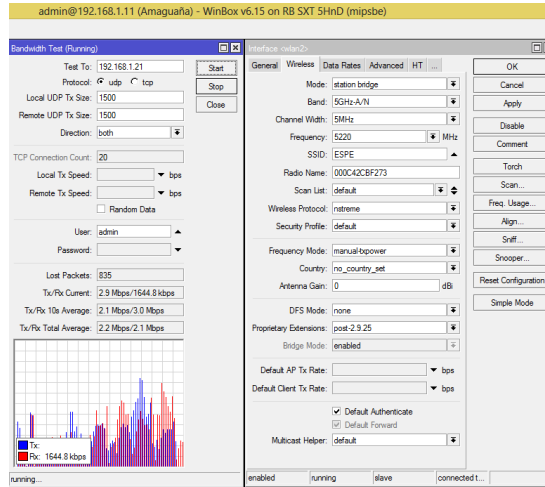 admin@192.168.1.11 (Amaguaña) - WinBox v6.15 on RB SXT 5HnD (mipsbe)
Bandwidth Test (Running)
Test To: 192.168.1.21
Protocol: udp tcp
Local UDP Tx Size: 1500
Remote UDP Tx Size: 1500
Direction: both
TCP Connection Count: 20
Local Tx Speed: bps
Remote Tx Speed: bps
Random Data
User: admin
Password:
Lost Packets: 835
Tx/Rx Current: 2.9 Mbps/1644.8 kbps
Tx/Rx 10s Average: 2.1 Mbps/3.0 Mbps
Tx/Rx Total Average: 2.2 Mbps/2.1 Mbps
Tx:
Rx: 1644.8 kbps
running...
Start
Stop
Close
Interface <wlan2>
General Wireless Data Rates Advanced HT ...
Mode: station bridge
Band: 5GHz-A/N
Channel Width: 5MHz
Frequency: 5220 MHz
SSID: ESPE
Radio Name: 000C42CBF273
Scan List: default
Wireless Protocol: nstreme
Security Profile: default
Frequency Mode: manual-txpower
Country: no_country_set
Antenna Gain: 0 dBi
DFS Mode: none
Proprietary Extensions: post-2.9.25
Bridge Mode: enabled
Default AP Tx Rate: bps
Default Client Tx Rate: bps
Default Authenticate
Default Forward
Multicast Helper: default
enabled running slave connected t...
OK
Cancel
Apply
Disable
Comment
Torch
Scan...
Freq. Usage...
Align...
Sniff...
Snooper...
Reset Configuration
Simple Mode